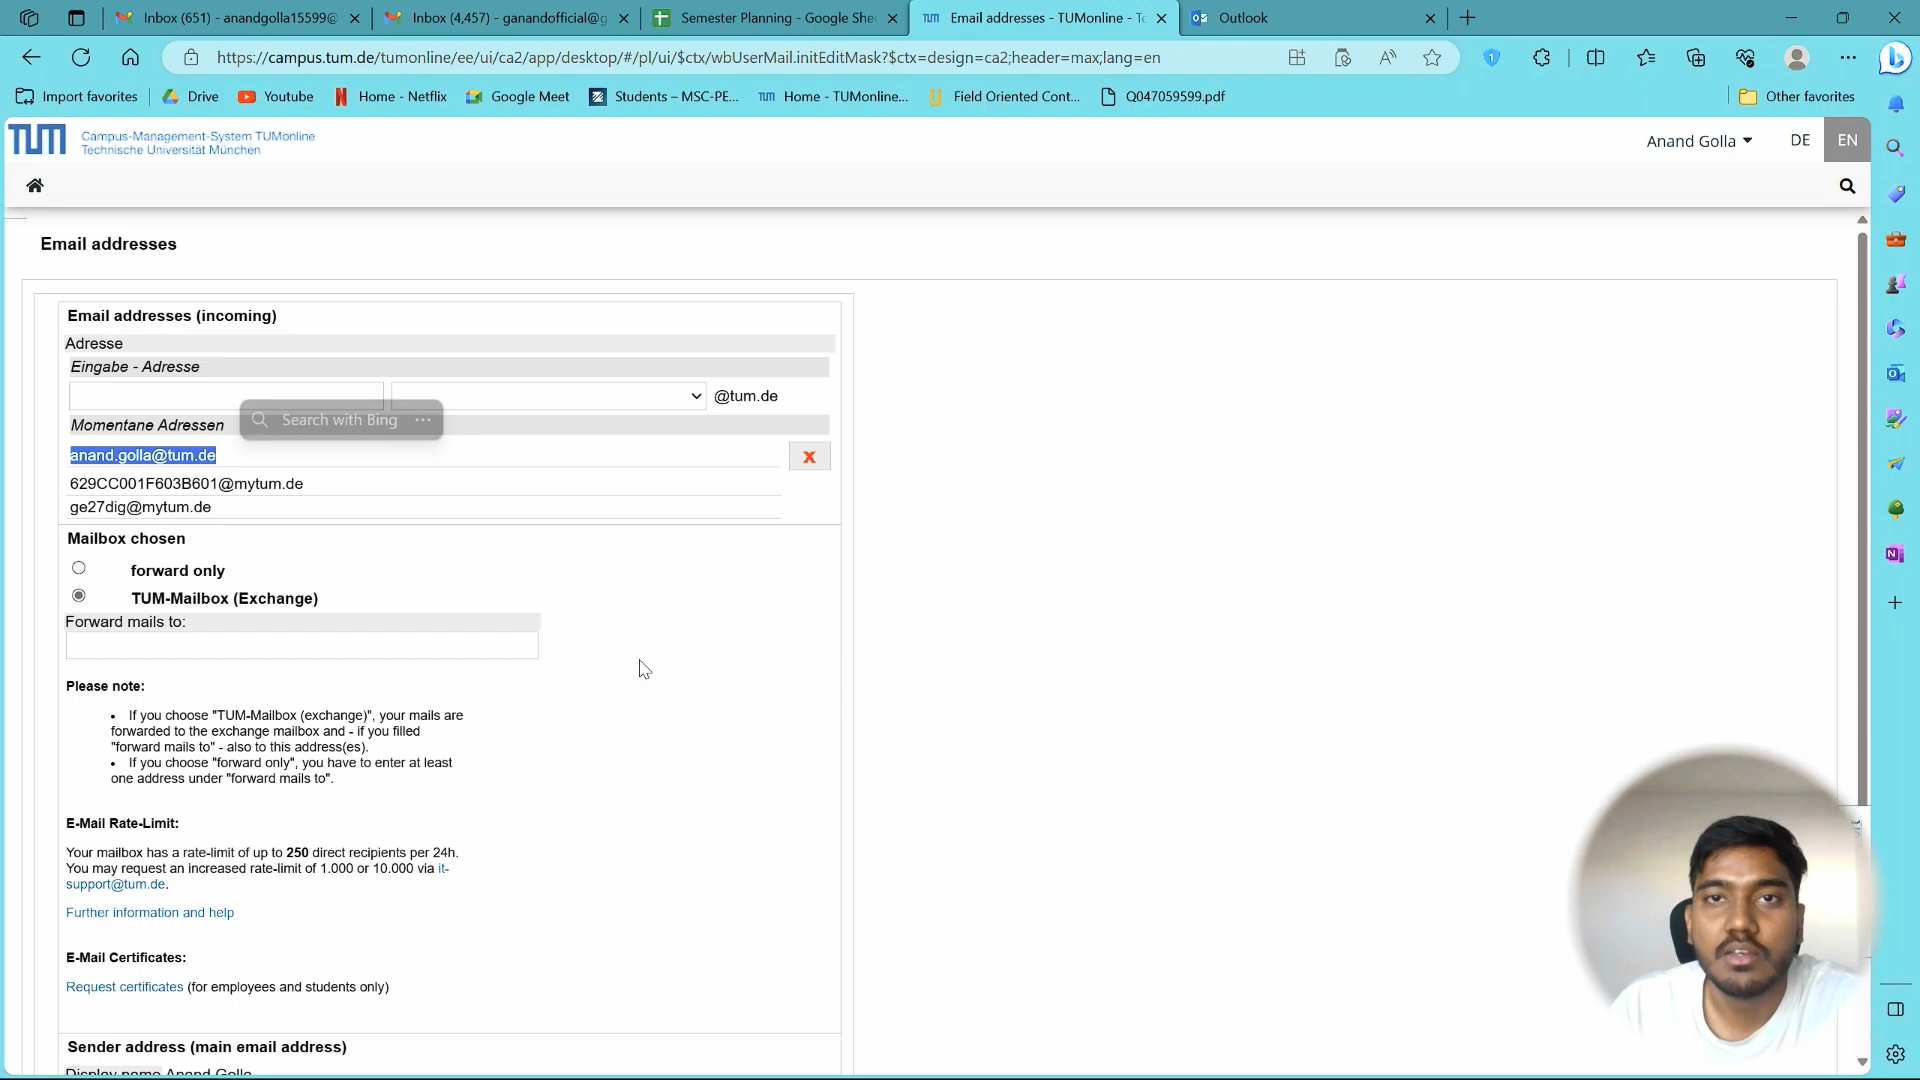 Inbox (651) - anandgolla15599@
Inbox (4,457) - ganandofficial@g
Semester Planning - Google She
Email addresses - TUMonline - Te
Outlook
https://campus.tum.de/tumonline/ee/ui/ca2/app/desktop/#/pl/ui/$ctx/wbUserMail.initEditMask?$ctx=design=ca2;header=max;lang=en
Import favorites
Drive
Youtube
Home - Netflix
Google Meet
Students – MSC-PE...
Home - TUMonline...
Field Oriented Cont...
Q047059599.pdf
Other favorites
TUM
Campus-Management-System TUMonline
Technische Universität München
Anand Golla
DE
EN
Email addresses
Email addresses (incoming)
Adresse
Eingabe - Adresse
@tum.de
Momentane Adressen
Search with Bing
anand.golla@tum.de
X
629CC001F603B601@mytum.de
ge27dig@mytum.de
Mailbox chosen
forward only
TUM-Mailbox (Exchange)
Forward mails to:
Please note:
• If you choose "TUM-Mailbox (exchange)", your mails are
forwarded to the exchange mailbox and - if you filled
"forward mails to" - also to this address(es).
• If you choose "forward only", you have to enter at least
one address under "forward mails to".
E-Mail Rate-Limit:
Your mailbox has a rate-limit of up to 250 direct recipients per 24h.
You may request an increased rate-limit of 1.000 or 10.000 via it-
support@tum.de.
Further information and help
E-Mail Certificates:
Request certificates (for employees and students only)
Sender address (main email address)
Display name Anand Golla